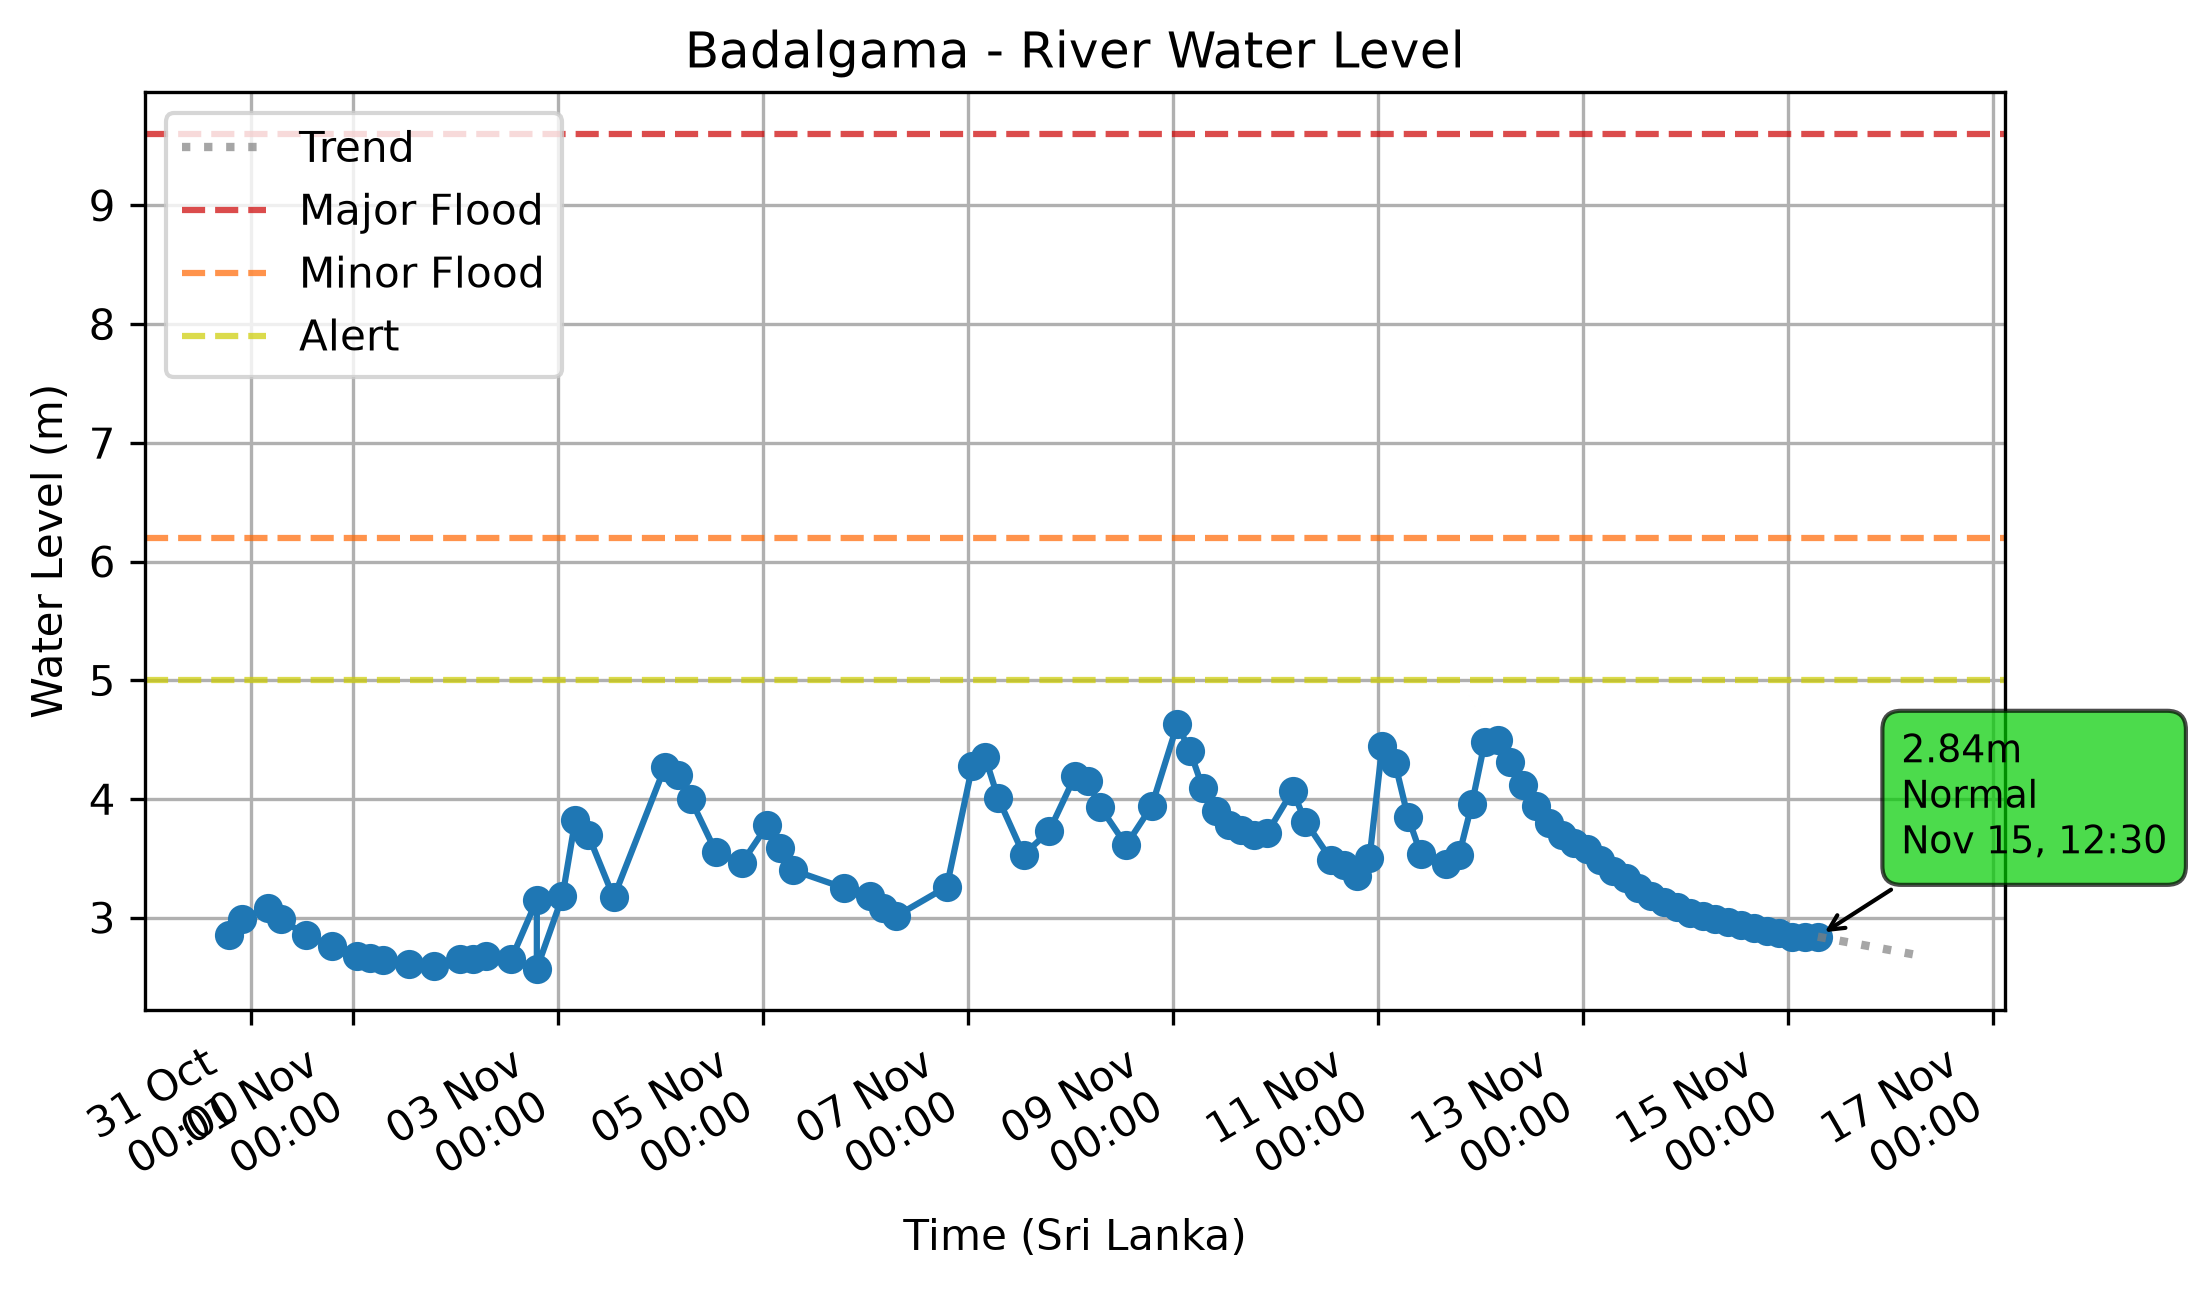 Badalgama - River Water Level
Trend
Major Flood
Minor Flood
Alert
9
8
7
6
5
4
3
Water Level (m)
2.84m
Normal
Nov 15, 12:30
31 Oct
00:00
01 Nov
00:00
03 Nov
00:00
05 Nov
00:00
07 Nov
00:00
09 Nov
00:00
11 Nov
00:00
13 Nov
00:00
15 Nov
00:00
17 Nov
00:00
Time (Sri Lanka)